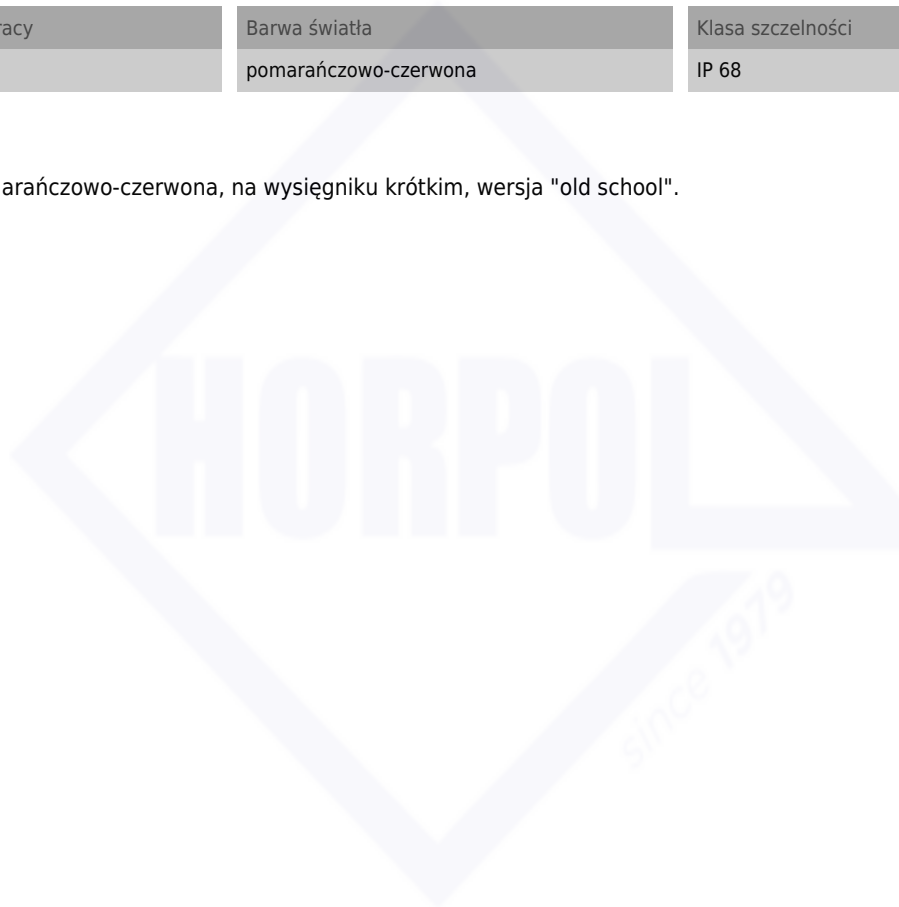 racy Barwa światła Klasa szczelności
pomarańczowo-czerwona IP 68
arańczowo-czerwona, na wysięgniku krótkim, wersja "old school".
HORPOL
since 1979